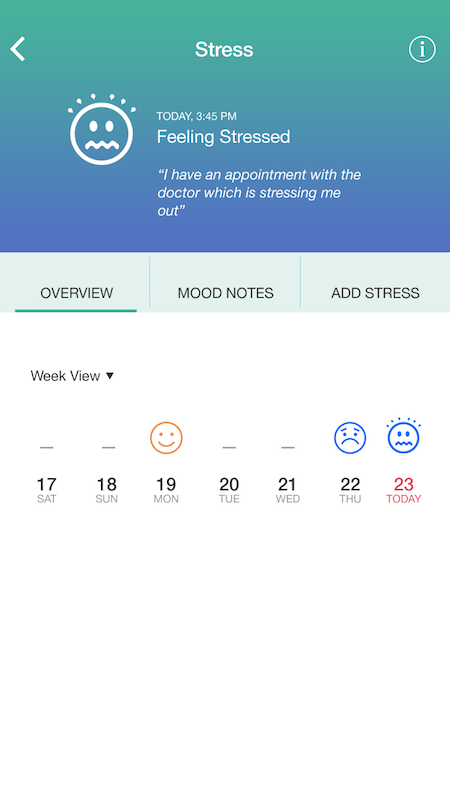 Stress
TODAY, 3:45 PM
Feeling Stressed
“I have an appointment with the
doctor which is stressing me
out”
OVERVIEW MOOD NOTES ADD STRESS
Week View ▼
17 18 19 20 21 22 23
SAT SUN MON TUE WED THU TODAY